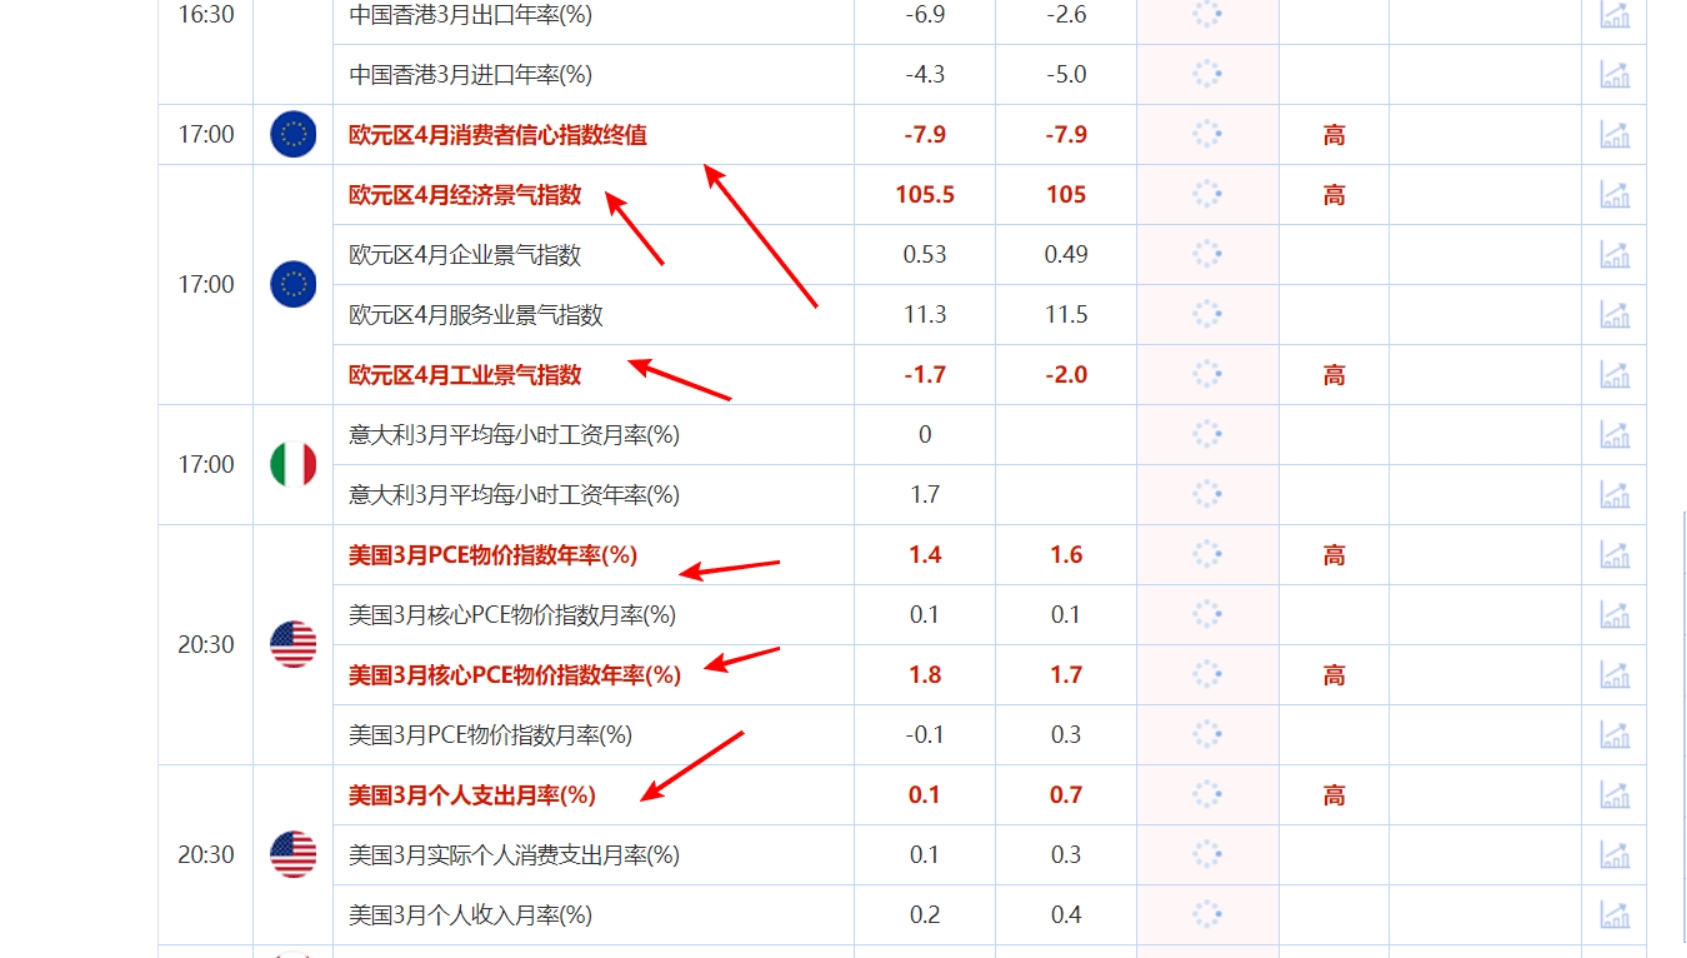 16:30 中国香港3月出口年率(%) -6.9 -2.6
中国香港3月进口年率(%) -4.3 -5.0
17:00 欧元区4月消费者信心指数终值 -7.9 -7.9 高
欧元区4月经济景气指数 105.5 105 高
欧元区4月企业景气指数 0.53 0.49
17:00
欧元区4月服务业景气指数 11.3 11.5
欧元区4月工业景气指数 -1.7 -2.0 高
意大利3月平均每小时工资月率(%) 0
17:00
意大利3月平均每小时工资年率(%) 1.7
美国3月PCE物价指数年率(%) 1.4 1.6 高
美国3月核心PCE物价指数月率(%) 0.1 0.1
20:30
美国3月核心PCE物价指数年率(%) 1.8 1.7 高
美国3月PCE物价指数月率(%) -0.1 0.3
美国3月个人支出月率(%) 0.1 0.7 高
20:30 美国3月实际个人消费支出月率(%) 0.1 0.3
美国3月个人收入月率(%) 0.2 0.4